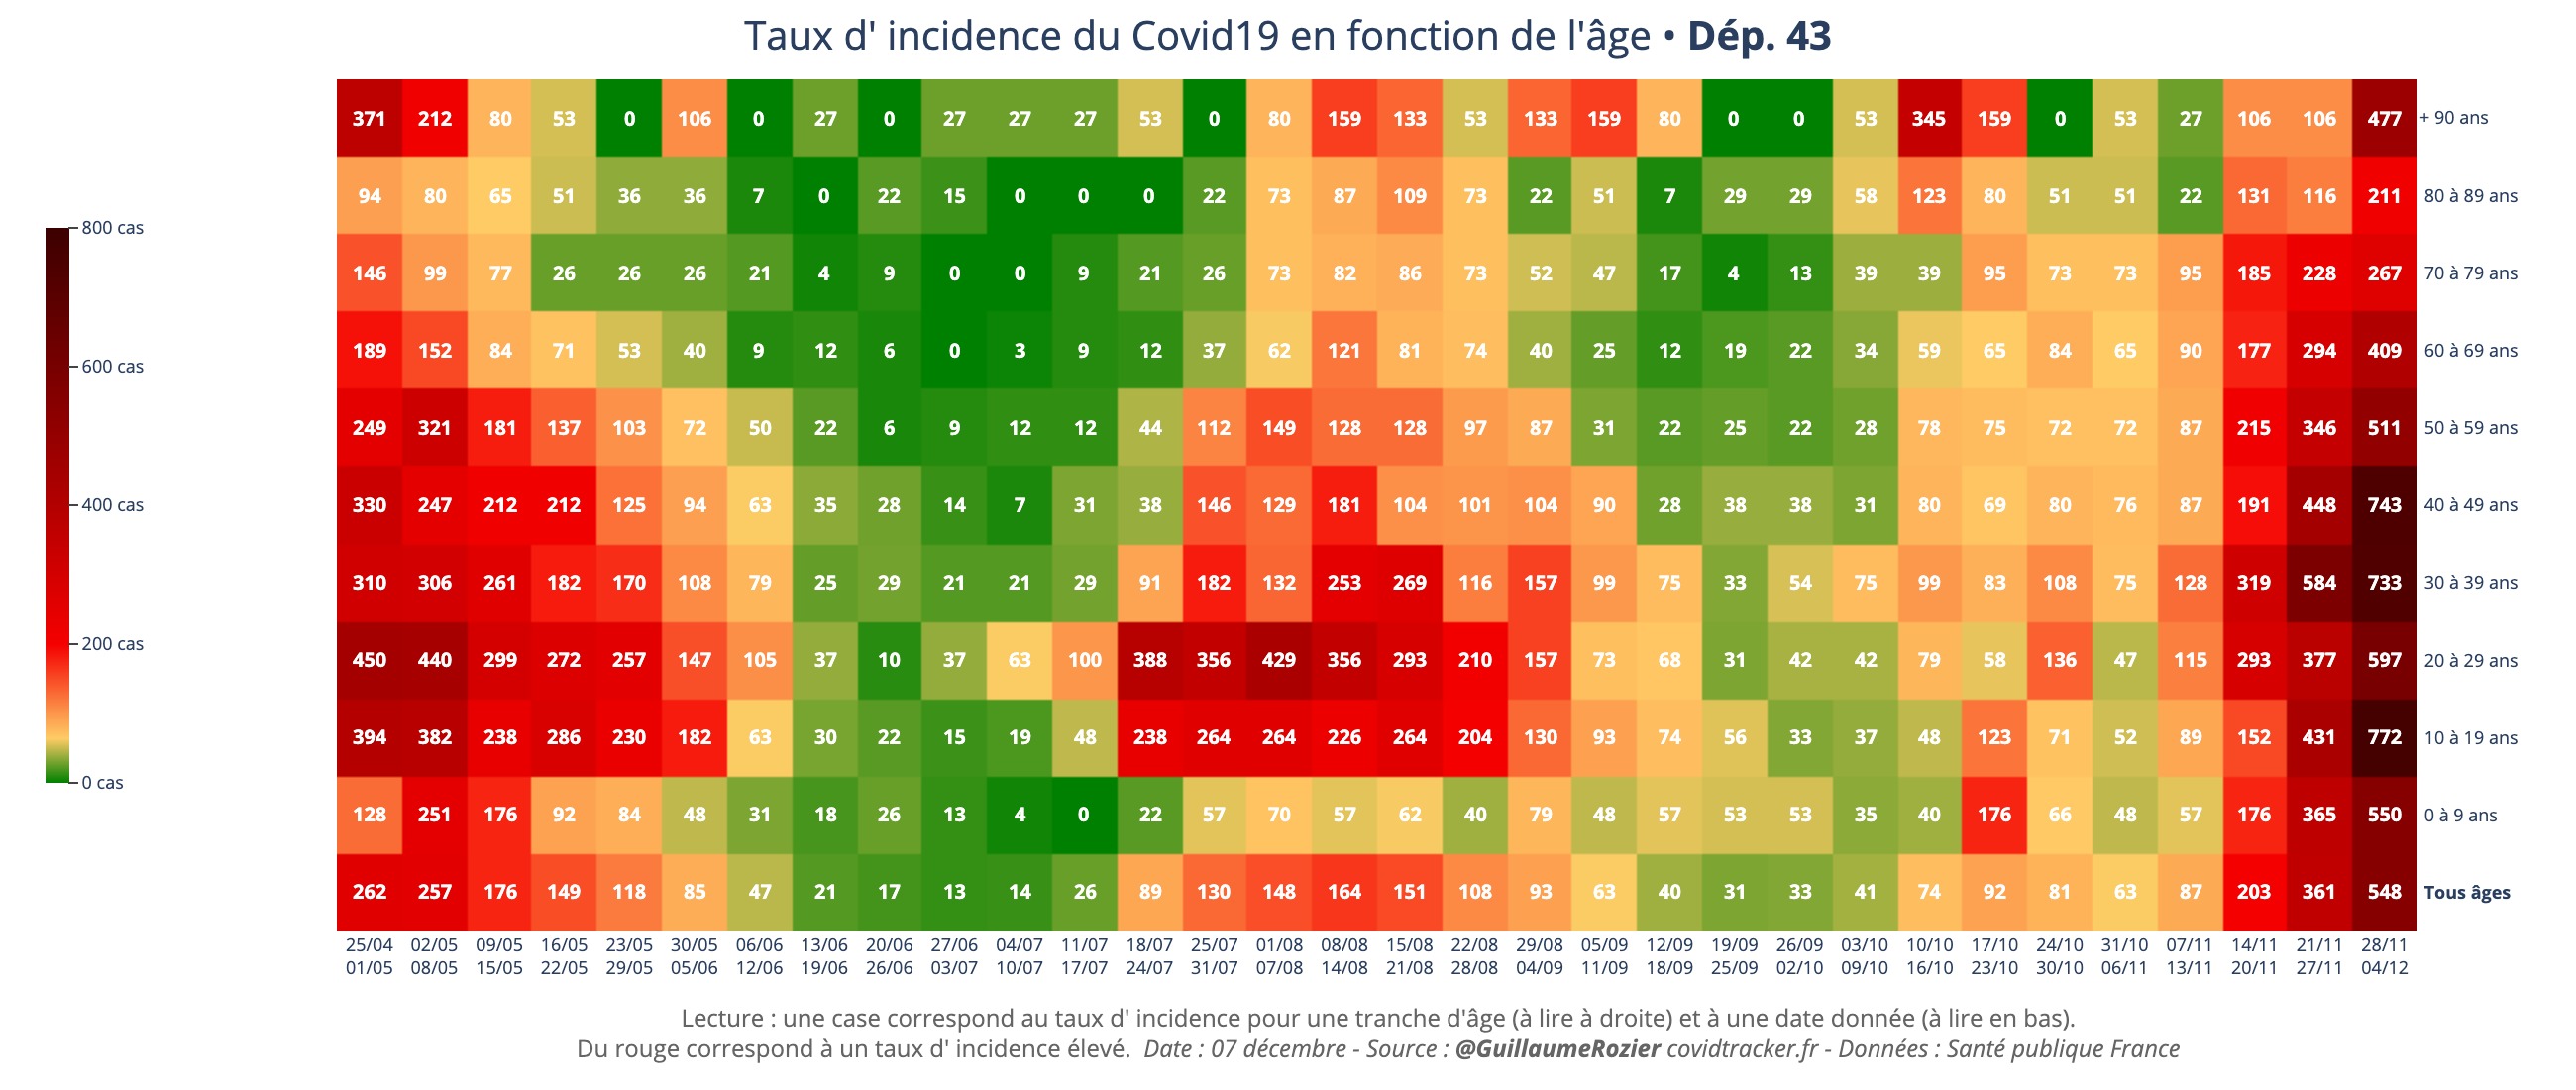 Taux d' incidence du Covid19 en fonction de l'âge • Dép. 43
371 212 80 53 0 106 0 27 0 27 27 27 53 0 80 159 133 53 133 159 80 0 0 53 345 159 0 53 27 106 106 477 + 90 ans
94 80 65 51 36 36 7 0 22 15 0 0 0 22 73 87 109 73 22 51 7 29 29 58 123 80 51 51 22 131 116 211 80 à 89 ans
800 cas
146 99 77 26 26 26 21 4 9 0 0 9 21 26 73 82 86 73 52 47 17 4 13 39 39 95 73 73 95 185 228 267 70 à 79 ans
189 152 84 71 53 40 9 12 6 0 3 9 12 37 62 121 81 74 40 25 12 19 22 34 59 65 84 65 90 177 294 409 60 à 69 ans
600 cas
249 321 181 137 103 72 50 22 6 9 12 12 44 112 149 128 128 97 87 31 22 25 22 28 78 75 72 72 87 215 346 511 50 à 59 ans
400 cas
330 247 212 212 125 94 63 35 28 14 7 31 38 146 129 181 104 101 104 90 28 38 38 31 80 69 80 76 87 191 448 743 40 à 49 ans
310 306 261 182 170 108 79 25 29 21 21 29 91 182 132 253 269 116 157 99 75 33 54 75 99 83 108 75 128 319 584 733 30 à 39 ans
200 cas
450 440 299 272 257 147 105 37 10 37 63 100 388 356 429 356 293 210 157 73 68 31 42 42 79 58 136 47 115 293 377 597 20 à 29 ans
394 382 238 286 230 182 63 30 22 15 19 48 238 264 264 226 264 204 130 93 74 56 33 37 48 123 71 52 89 152 431 772 10 à 19 ans
0 cas
128 251 176 92 84 48 31 18 26 13 4 0 22 57 70 57 62 40 79 48 57 53 53 35 40 176 66 48 57 176 365 550 0 à 9 ans
262 257 176 149 118 85 47 21 17 13 14 26 89 130 148 164 151 108 93 63 40 31 33 41 74 92 81 63 87 203 361 548 Tous âges
25/04 02/05 09/05 16/05 23/05 30/05 06/06 13/06 20/06 27/06 04/07 11/07 18/07 25/07 01/08 08/08 15/08 22/08 29/08 05/09 12/09 19/09 26/09 03/10 10/10 17/10 24/10 31/10 07/11 14/11 21/11 28/11
01/05 08/05 15/05 22/05 29/05 05/06 12/06 19/06 26/06 03/07 10/07 17/07 24/07 31/07 07/08 14/08 21/08 28/08 04/09 11/09 18/09 25/09 02/10 09/10 16/10 23/10 30/10 06/11 13/11 20/11 27/11 04/12
Lecture : une case correspond au taux d' incidence pour une tranche d'âge (à lire à droite) et à une date donnée (à lire en bas).
Du rouge correspond à un taux d' incidence élevé. Date : 07 décembre - Source : @GuillaumeRozier covidtracker.fr - Données : Santé publique France